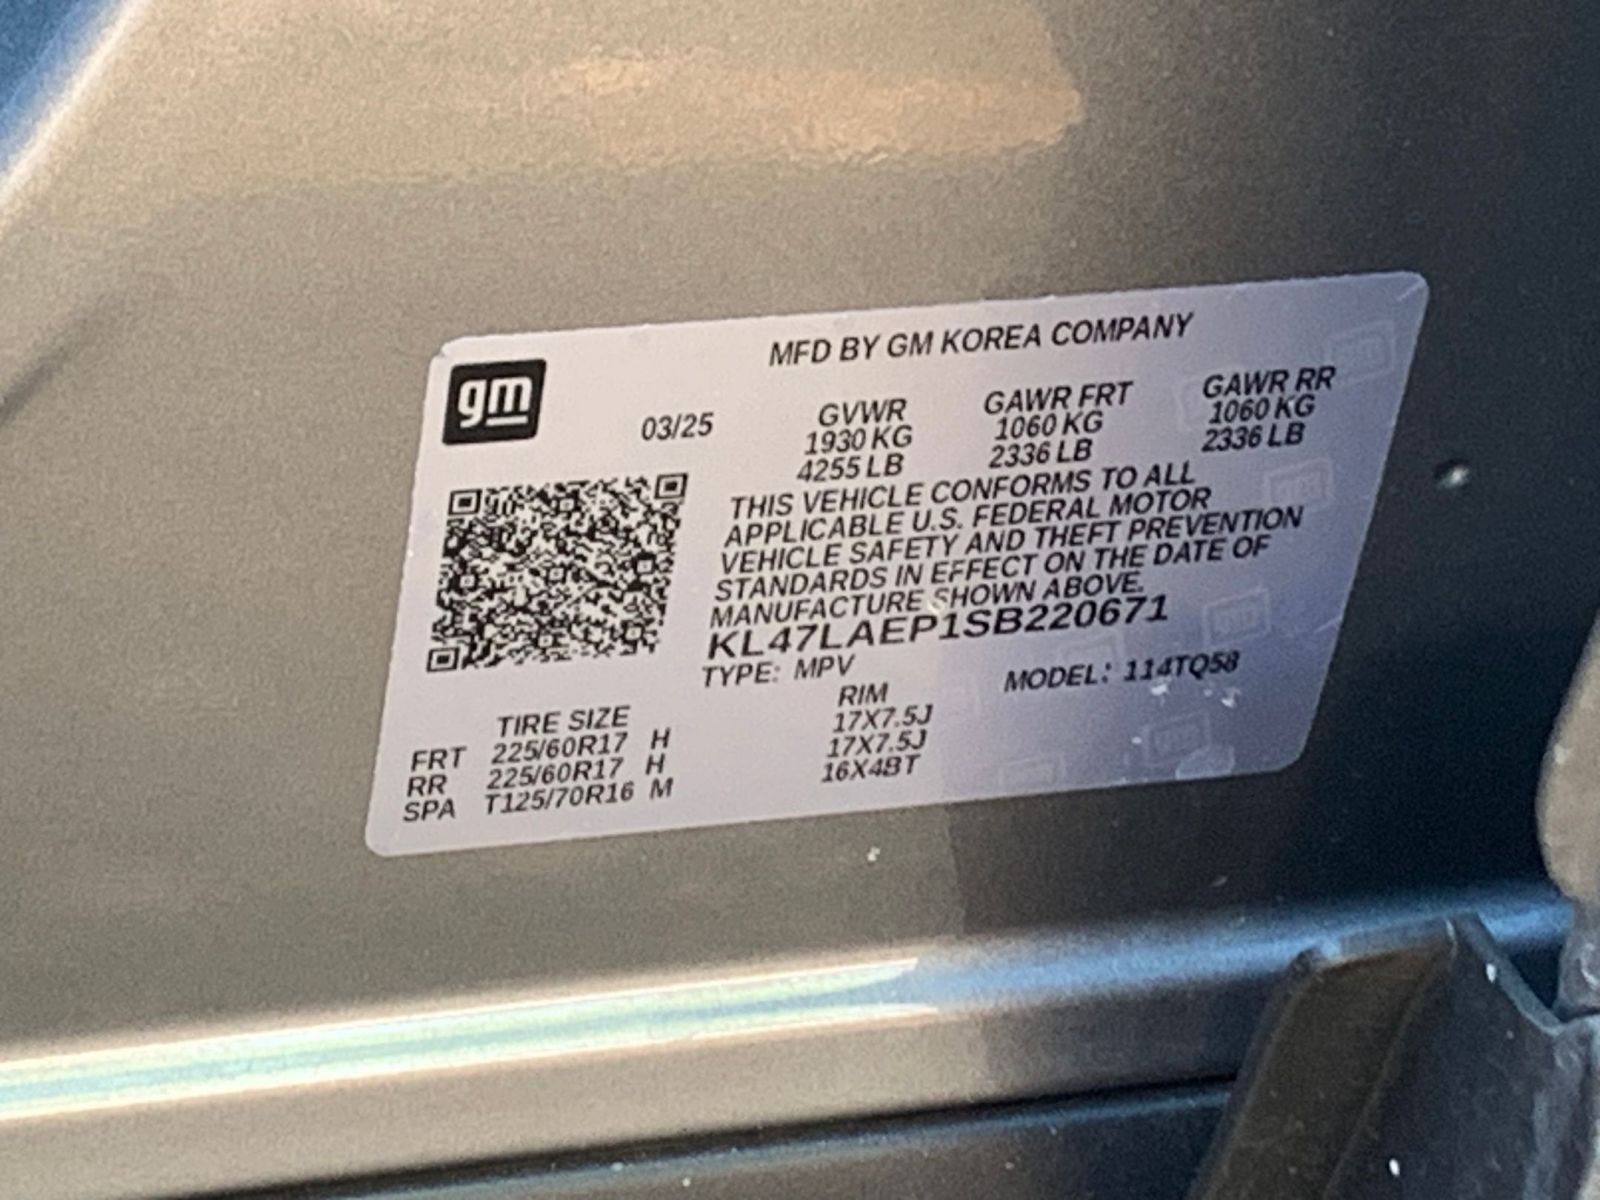 MFD BY GM KOREA COMPANY
gm
03/25
GVWR GAWR FRT GAWR RR
1930 KG 1060 KG 1060 KG
4255 LB 2336 LB 2336 LB
THIS VEHICLE CONFORMS TO ALL
APPLICABLE U.S. FEDERAL MOTOR
VEHICLE SAFETY AND THEFT PREVENTION
STANDARDS IN EFFECT ON THE DATE OF
MANUFACTURE SHOWN ABOVE.
KL47LAEP1SB220671
TYPE: MPV MODEL: 114TQ58
TIRE SIZE RIM
FRT 225/60R17 H 17X7.5J
RR 225/60R17 H 17X7.5J
SPA T125/70R16 M 16X4BT